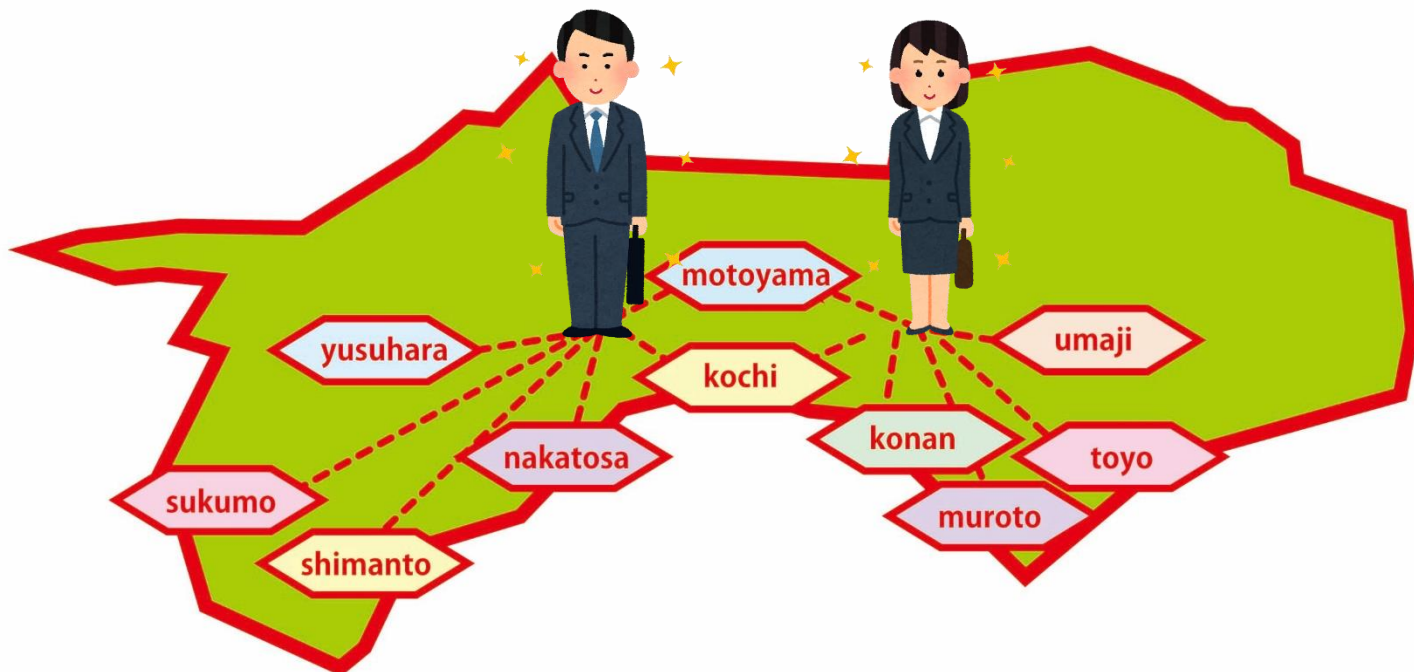 motoyama
yusuhara
umaji
kochi
konan
nakatosa
toyo
sukumo
muroto
shimanto